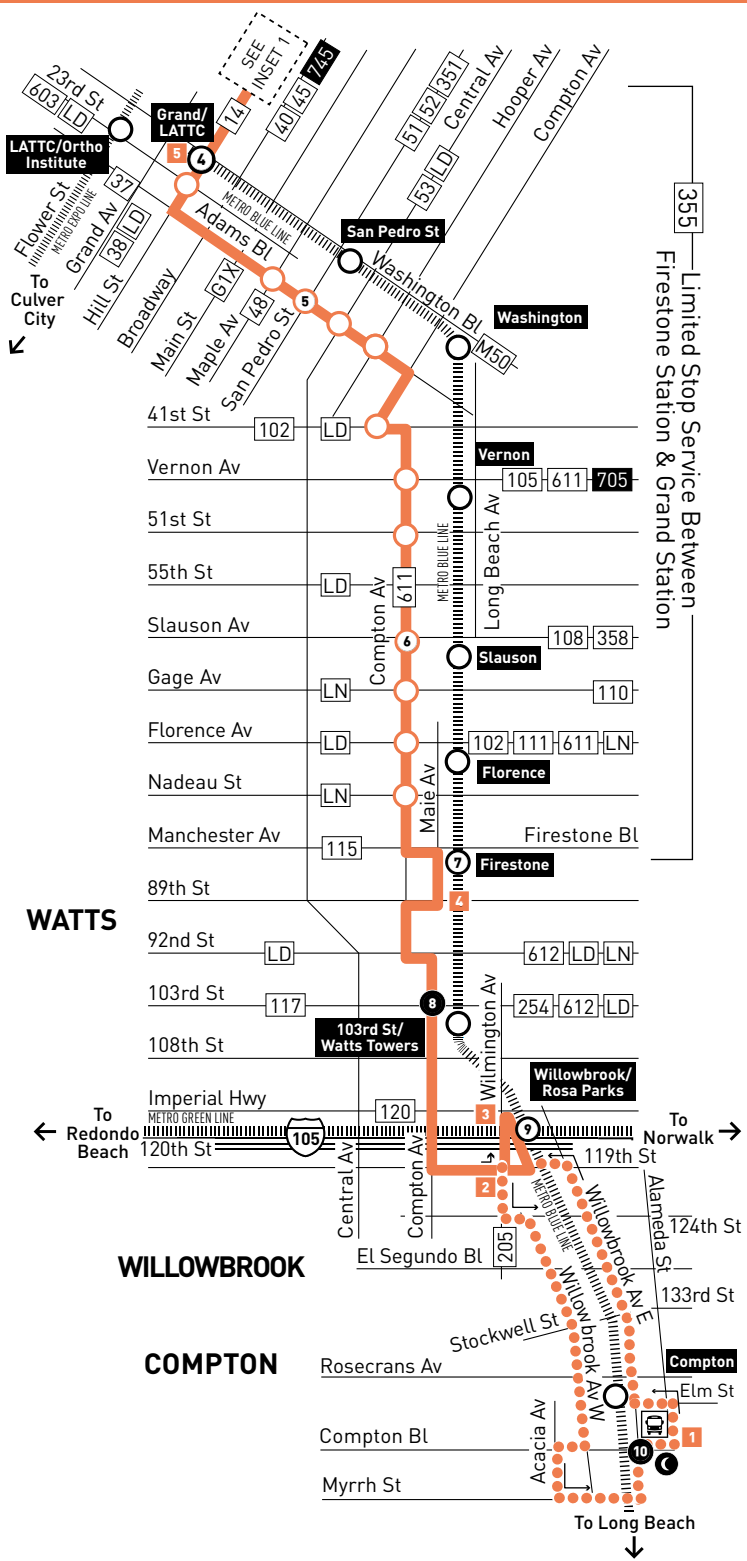 SEE
INSET 1
14
40
45
745
51
52
351
Central Av
Hooper Av
Compton Av
53
LD
23rd St
603
LD
Grand/
LATTC
LATTC/Ortho
Institute
5
4
37
Flower St
METRO EXPO LINE
Grand Av
38
LD
Hill St
Broadway
Main St
G1X
Maple Av
48
San Pedro St
Adams Bl
METRO BLUE LINE
San Pedro St
Washington Bl
Washington
M50
5
To
Culver
City
355
Limited Stop Service Between
Firestone Station & Grand Station
41st St
102
LD
Vernon Av
Vernon
105
611
705
51st St
METRO BLUE LINE
Long Beach Av
55th St
LD
611
Compton Av
Slauson Av
6
108
358
Slauson
Gage Av
LN
110
Florence Av
LD
102
111
611
LN
Florence
Nadeau St
LN
Maie Av
Manchester Av
115
Firestone Bl
7
Firestone
89th St
4
WATTS
92nd St
LD
612
LD
LN
103rd St
117
8
254
612
LD
103rd St/
Watts Towers
108th St
Wilmington Av
Willowbrook/
Rosa Parks
Imperial Hwy
120
3
METRO GREEN LINE
To
Redondo
Beach
105
9
To
Norwalk
120th St
119th St
2
Central Av
Compton Av
METRO BLUE LINE
Willowbrook Av E
Alameda St
124th St
205
El Segundo Bl
WILLOWBROOK
133rd St
Stockwell St
Willowbrook Av W
COMPTON
Rosecrans Av
Compton
Elm St
Acacia Av
Compton Bl
10
1
Myrrh St
To Long Beach